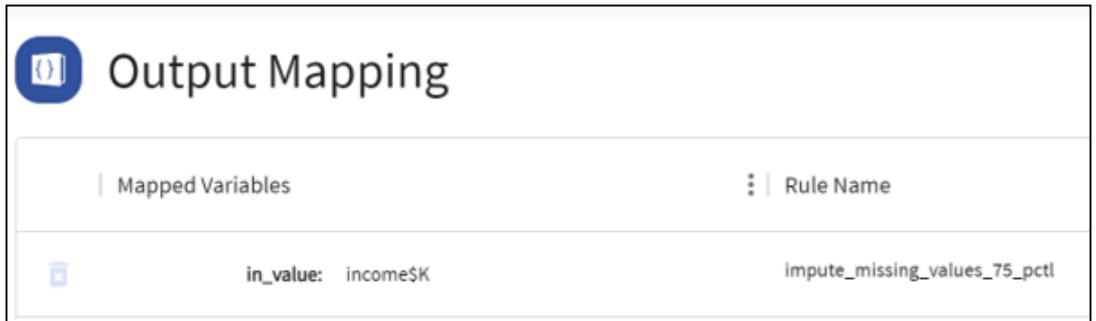 {}
Output Mapping
Mapped Variables
Rule Name
in_value: income$K
impute_missing_values_75_pctl